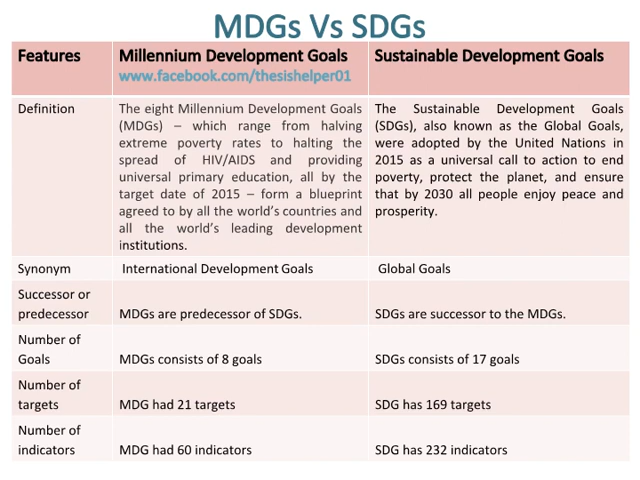 MDGs Vs SDGs
Features
Millennium Development Goals
www.facebook.com/thesishelper01
Sustainable Development Goals
Definition
The eight Millennium Development Goals
(MDGs) – which range from halving
extreme poverty rates to halting the
spread of HIV/AIDS and providing
universal primary education, all by the
target date of 2015 – form a blueprint
agreed to by all the world's countries and
all the world's leading development
institutions.
The Sustainable Development Goals
(SDGs), also known as the Global Goals,
were adopted by the United Nations in
2015 as a universal call to action to end
poverty, protect the planet, and ensure
that by 2030 all people enjoy peace and
prosperity.
Synonym
International Development Goals
Global Goals
Successor or
predecessor
MDGs are predecessor of SDGs.
SDGs are successor to the MDGs.
Number of
Goals
MDGs consists of 8 goals
SDGs consists of 17 goals
Number of
targets
MDG had 21 targets
SDG has 169 targets
Number of
indicators
MDG had 60 indicators
SDG has 232 indicators